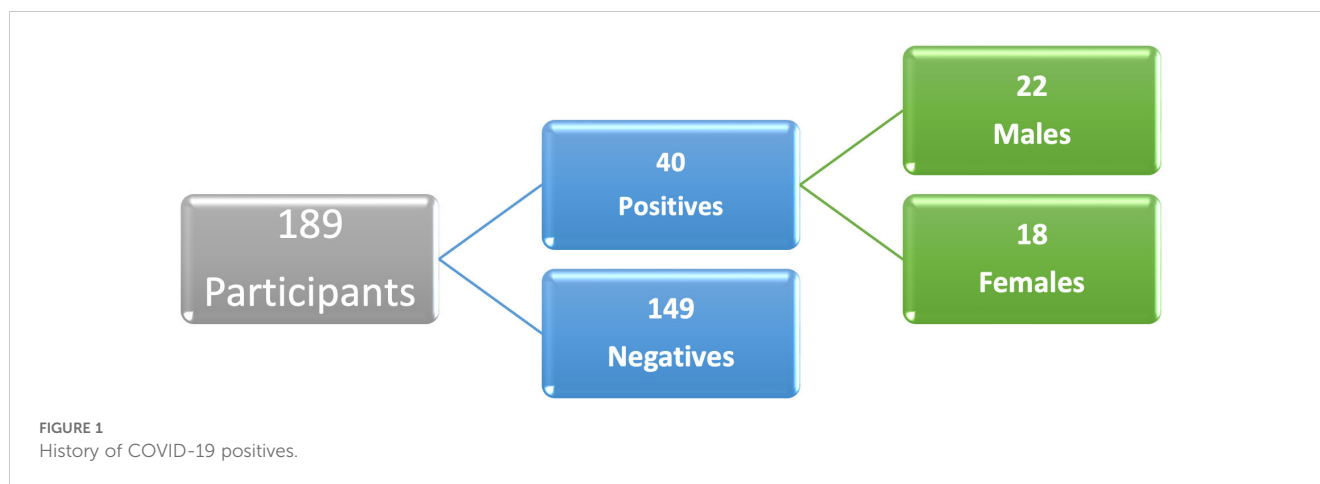 189
Participants
40
Positives
149
Negatives
22
Males
18
Females
FIGURE 1
History of COVID-19 positives.